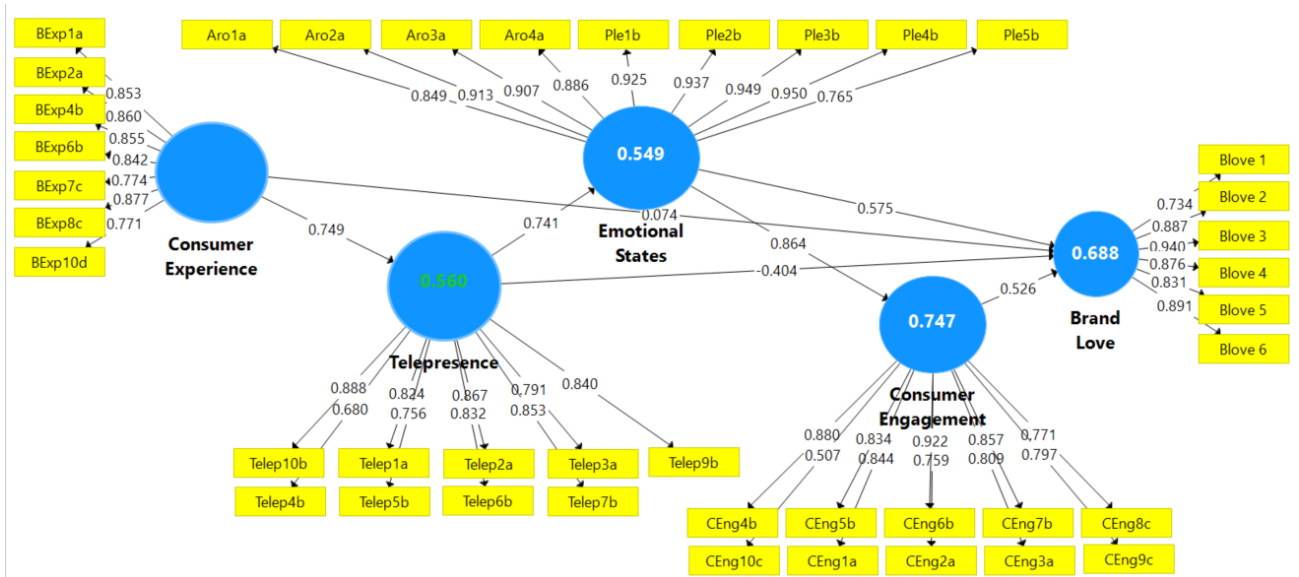 BExp1a
BExp2a
BExp4b
BExp6b
BExp7c
BExp8c
BExp10d
0.853
0.860
0.855
0.842
0.774
0.877
0.771
Consumer
Experience
Aro1a
Aro2a
Aro3a
Aro4a
Ple1b
Ple2b
Ple3b
Ple4b
Ple5b
0.849
0.913
0.907
0.886
0.925
0.937
0.949
0.950
0.765
0.549
Emotional
States
0.749
0.741
0.074
0.575
0.864
-0.404
0.526
0.560
Telepresence
0.888
0.680
0.824
0.756
0.867
0.832
0.791
0.853
0.840
Telep10b
Telep1a
Telep2a
Telep3a
Telep9b
Telep4b
Telep5b
Telep6b
Telep7b
0.747
Consumer
Engagement
0.880
0.507
0.834
0.844
0.922
0.759
0.857
0.809
0.771
0.797
CEng4b
CEng5b
CEng6b
CEng7b
CEng8c
CEng10c
CEng1a
CEng2a
CEng3a
CEng9c
0.688
Brand
Love
0.734
0.887
0.940
0.876
0.831
0.891
Blove 1
Blove 2
Blove 3
Blove 4
Blove 5
Blove 6